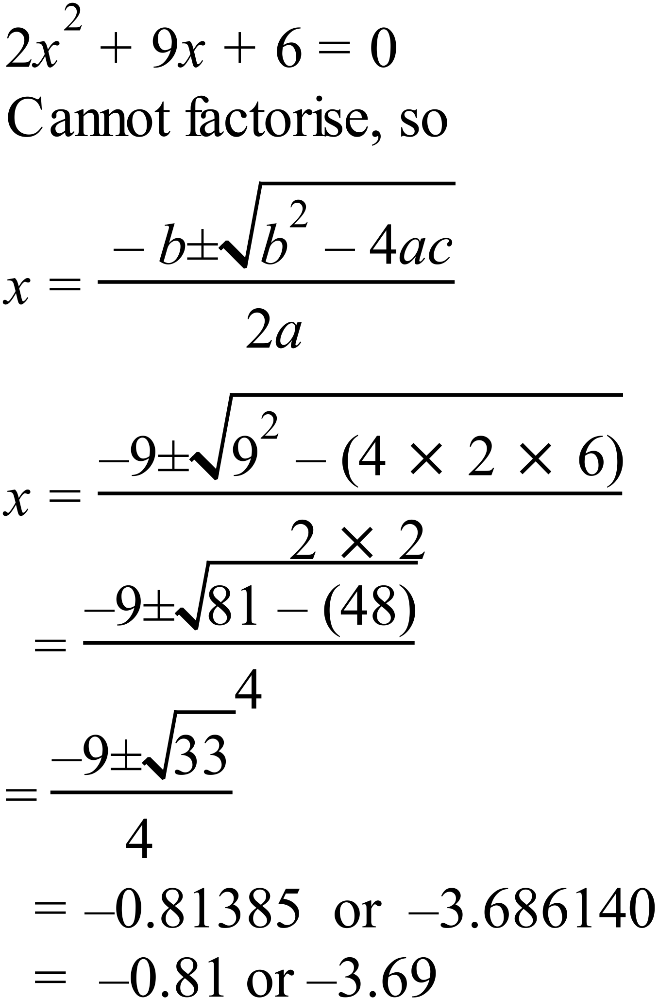 2x² + 9x + 6 = 0
Cannot factorise, so
x = (– b±√(b² – 4ac))/(2a)
x = (–9±√(9² – (4 × 2 × 6)))/(2 × 2)
= (–9±√(81 – (48)))/4
= (–9±√33)/4
= –0.81385 or –3.686140
= –0.81 or –3.69